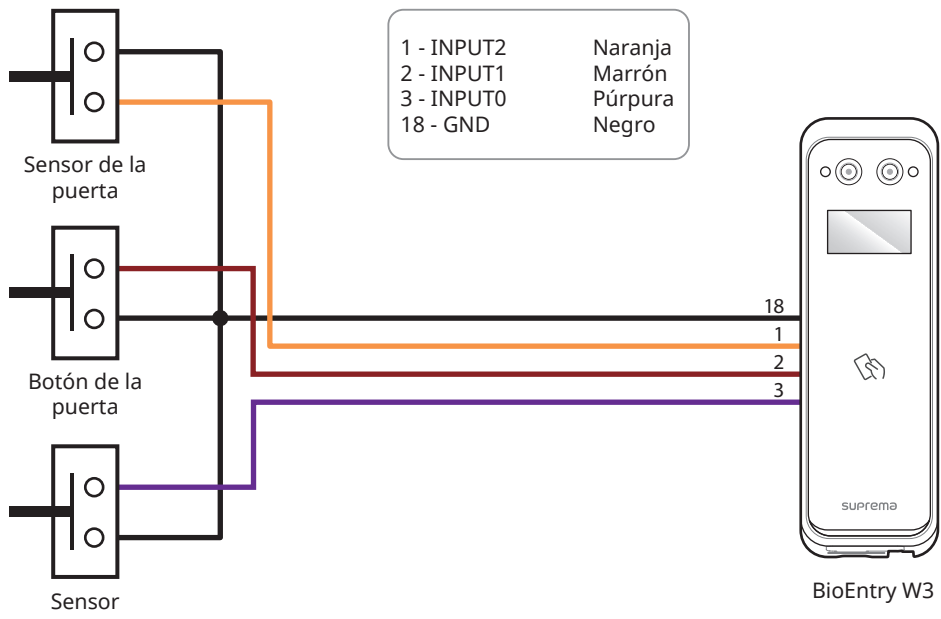 1 - INPUT2 Naranja
2 - INPUT1 Marrón
3 - INPUT0 Púrpura
18 - GND Negro
Sensor de la
puerta
Botón de la
puerta
Sensor
18
1
2
3
suprema
BioEntry W3